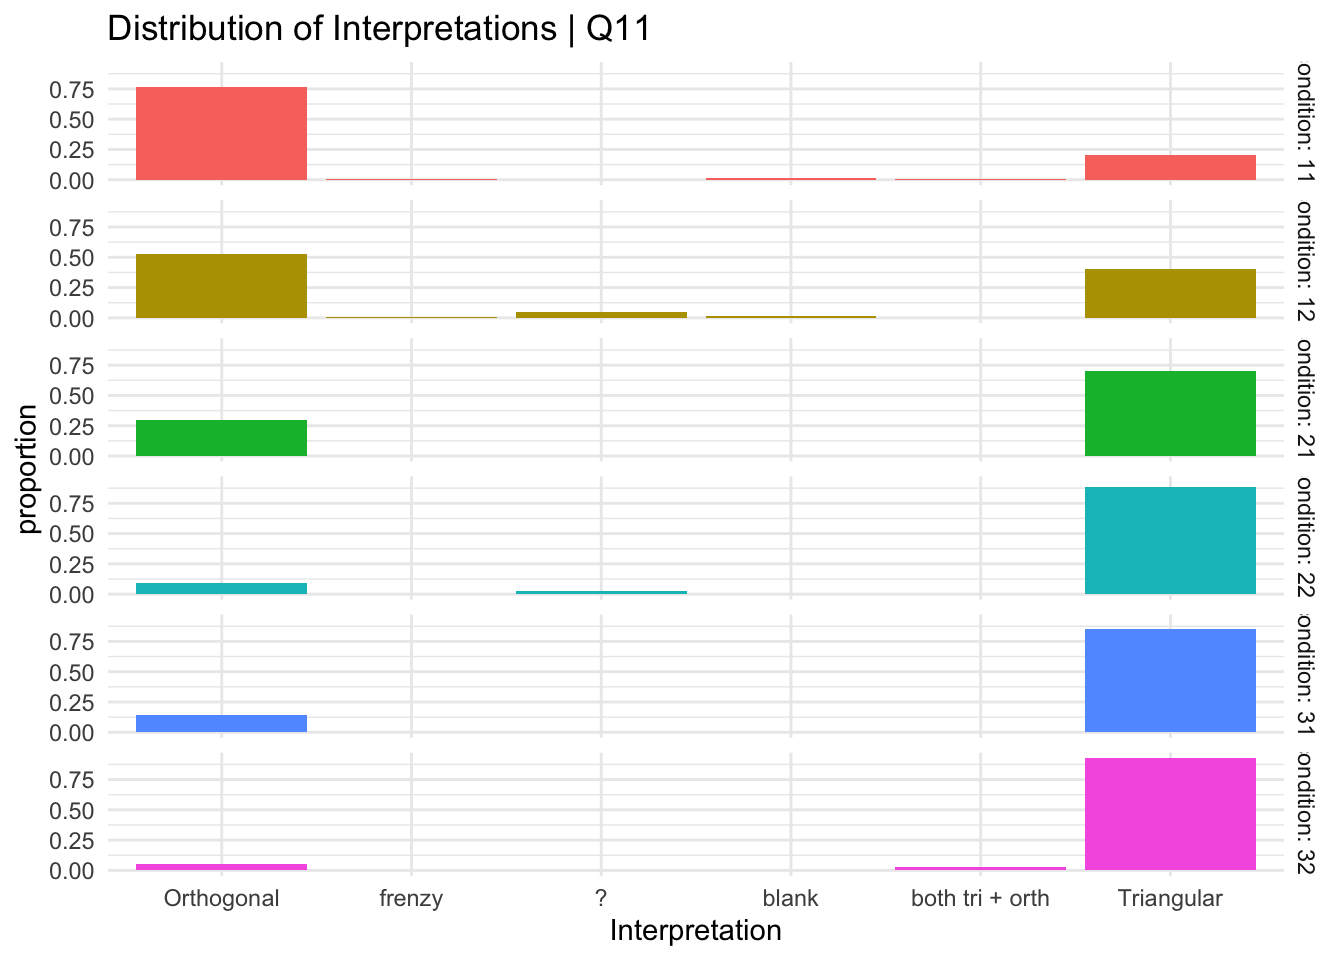 Distribution of Interpretations | Q11
proportion
0.75
0.50
0.25
0.00
ondition: 11
0.75
0.50
0.25
0.00
ondition: 12
0.75
0.50
0.25
0.00
ondition: 21
0.75
0.50
0.25
0.00
ondition: 22
0.75
0.50
0.25
0.00
ondition: 31
0.75
0.50
0.25
0.00
ondition: 32
Orthogonal frenzy ? blank both tri + orth Triangular
Interpretation